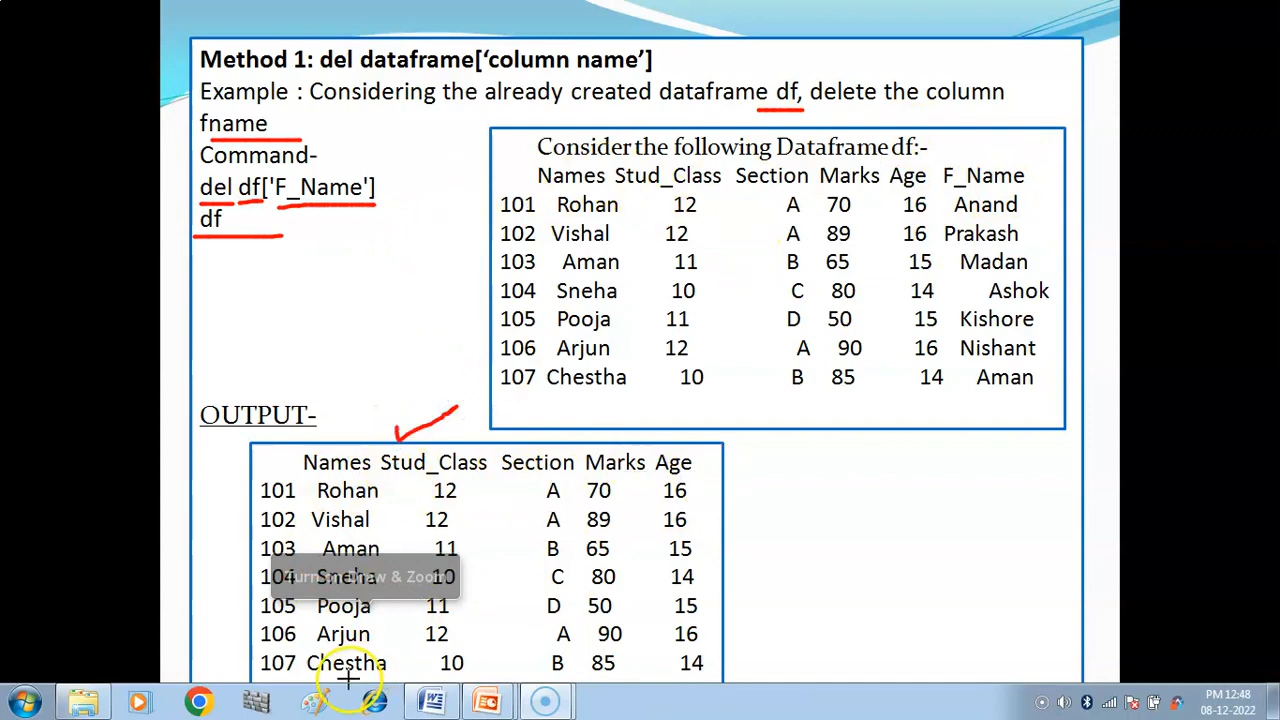 Method 1: del dataframe[‘column name’]
Example : Considering the already created dataframe df, delete the column
fname
Command-
del df['F_Name']
df
Consider the following Dataframe df:-
Names Stud_Class Section Marks Age F_Name
101 Rohan 12 A 70 16 Anand
102 Vishal 12 A 89 16 Prakash
103 Aman 11 B 65 15 Madan
104 Sneha 10 C 80 14 Ashok
105 Pooja 11 D 50 15 Kishore
106 Arjun 12 A 90 16 Nishant
107 Chestha 10 B 85 14 Aman
OUTPUT-
Names Stud_Class Section Marks Age
101 Rohan 12 A 70 16
102 Vishal 12 A 89 16
103 Aman 11 B 65 15
104 Sneha 10 C 80 14
Turn on Draw & Zoom
105 Pooja 11 D 50 15
106 Arjun 12 A 90 16
107 Chestha 10 B 85 14
PM 12:48
08-12-2022